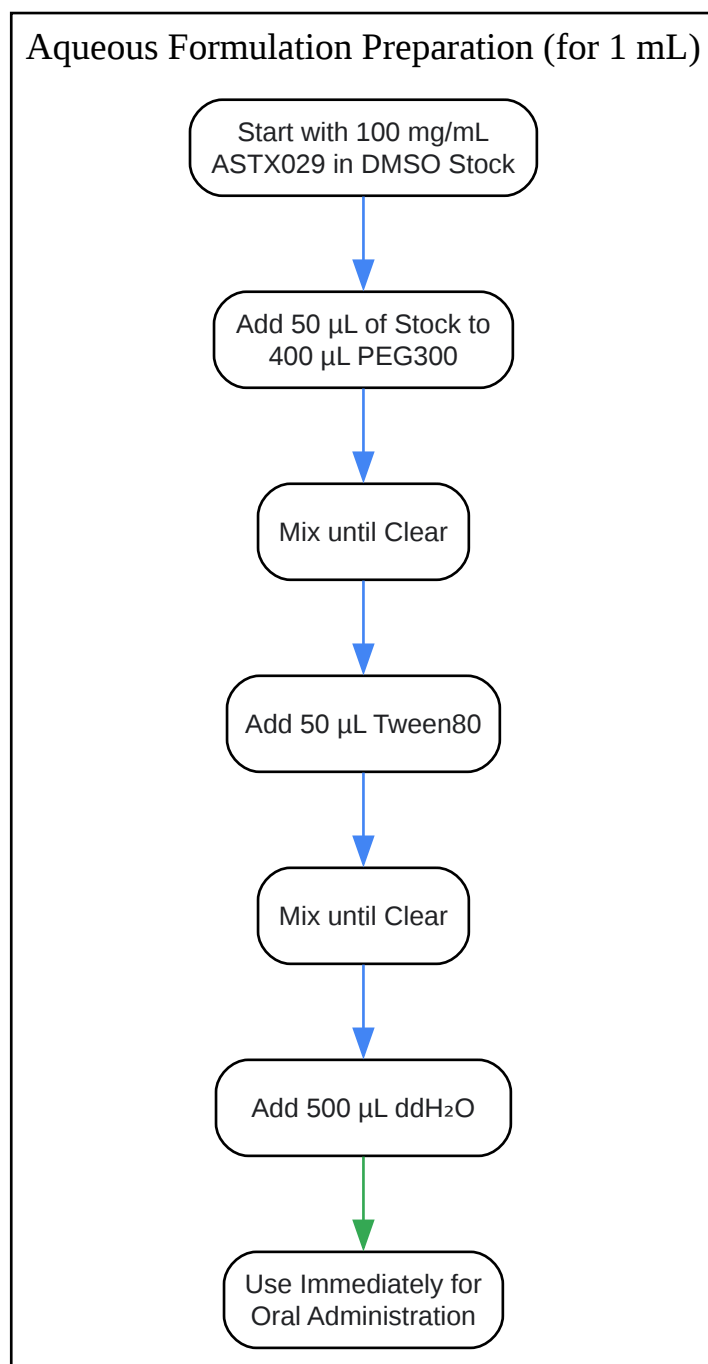 Aqueous Formulation Preparation (for 1 mL)
Start with 100 mg/mL
ASTX029 in DMSO Stock
Add 50 µL of Stock to
400 µL PEG300
Mix until Clear
Add 50 µL Tween80
Mix until Clear
Add 500 µL ddH₂O
Use Immediately for
Oral Administration